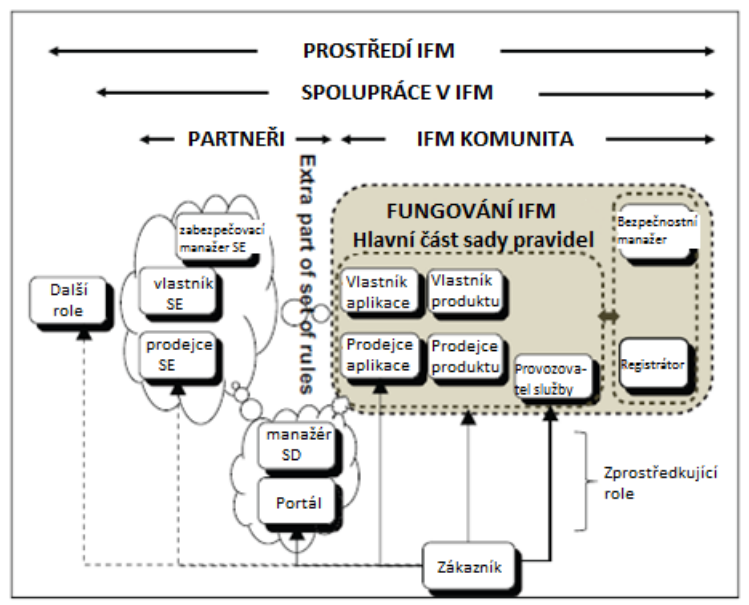 PROSTŘEDÍ IFM
SPOLUPRÁCE V IFM
PARTNEŘI
IFM KOMUNITA
Extra part of set of rules
FUNGOVÁNÍ IFM
Hlavní část sady pravidel
zabezpečovací
manažer SE
vlastník
SE
prodejce
SE
Další
role
Vlastník
aplikace
Vlastník
produktu
Prodejce
aplikace
Prodejce
produktu
Provozova-
tel služby
Bezpečnostní
manažer
Registrátor
manažér
SD
Portál
Zprostředkující
role
Zákazník